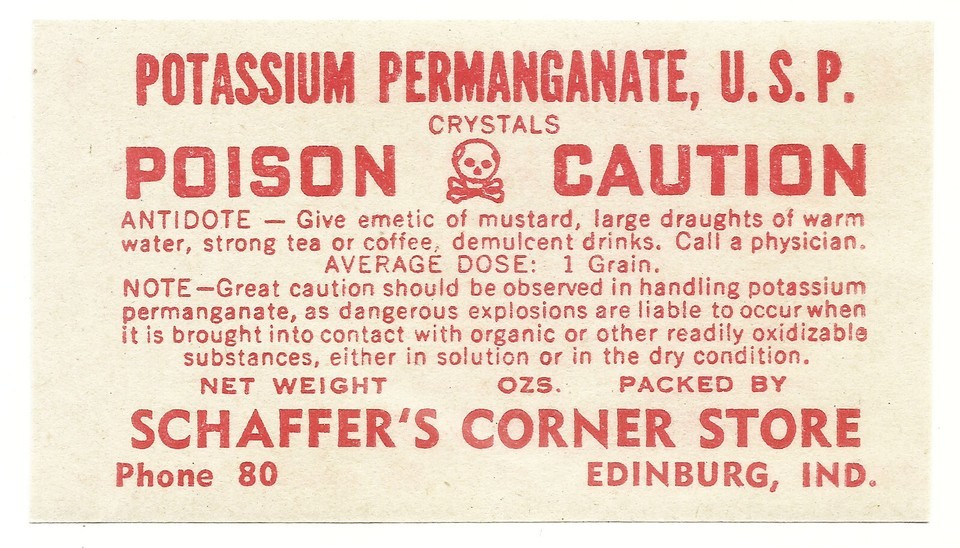 POTASSIUM PERMANGANATE, U.S.P.
CRYSTALS
POISON CAUTION
ANTIDOTE — Give emetic of mustard, large draughts of warm
water, strong tea or coffee, demulcent drinks. Call a physician.
AVERAGE DOSE: 1 Grain.
NOTE—Great caution should be observed in handling potassium
permanganate, as dangerous explosions are liable to occur when
it is brought into contact with organic or other readily oxidizable
substances, either in solution or in the dry condition.
NET WEIGHT OZS. PACKED BY
SCHAFFER'S CORNER STORE
Phone 80 EDINBURG, IND.